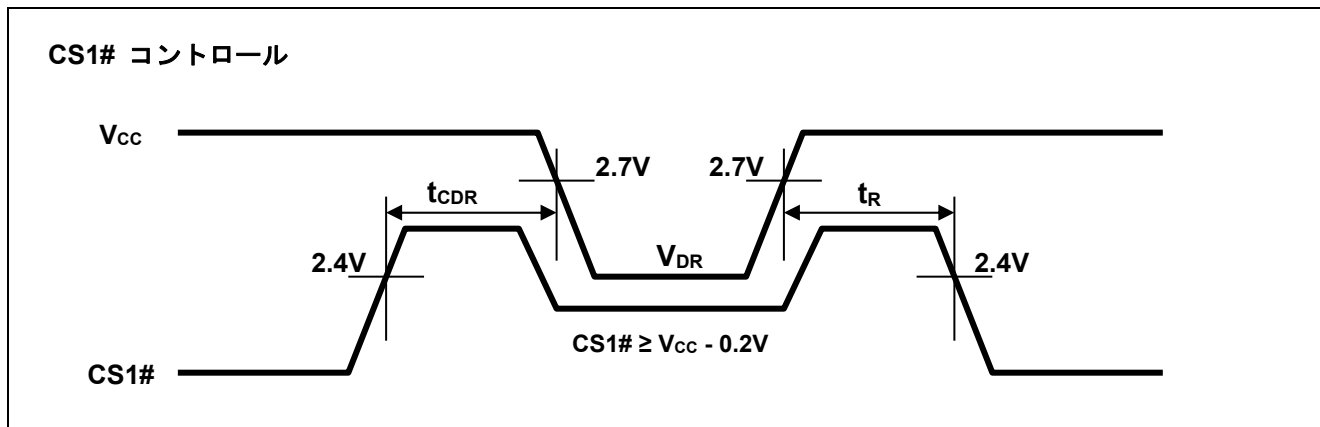 CS1# コントロール
VCC
2.7V
2.7V
tCDR
tR
2.4V
VDR
2.4V
CS1# ≥ VCC - 0.2V
CS1#